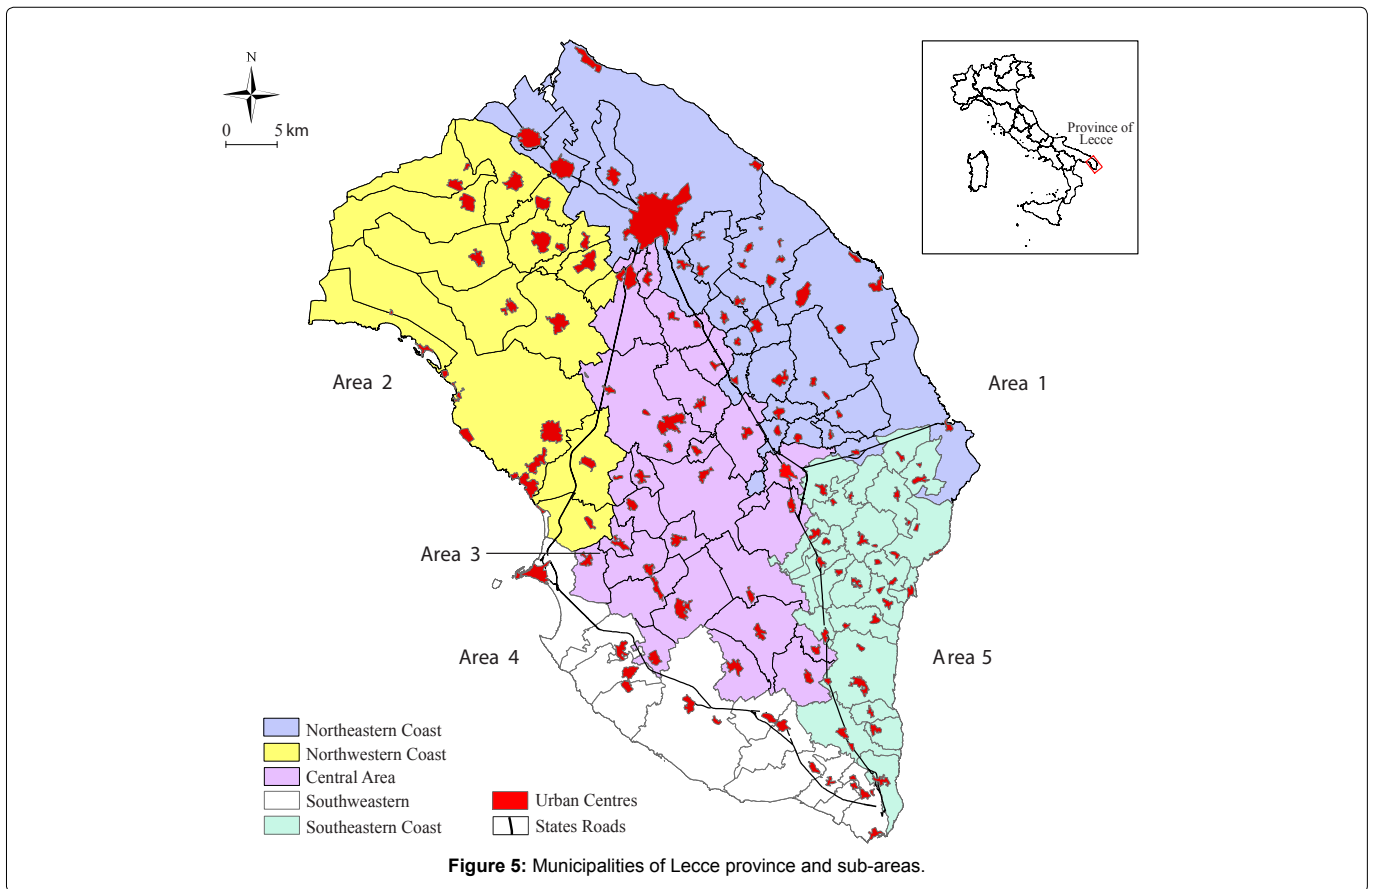 N
0 5 km
Province of
Lecce
Area 1
Area 2
Area 3
Area 4
Area 5
Northeastern Coast
Northwestern Coast
Central Area
Southweastern
Southeastern Coast
Urban Centres
States Roads
Figure 5: Municipalities of Lecce province and sub-areas.